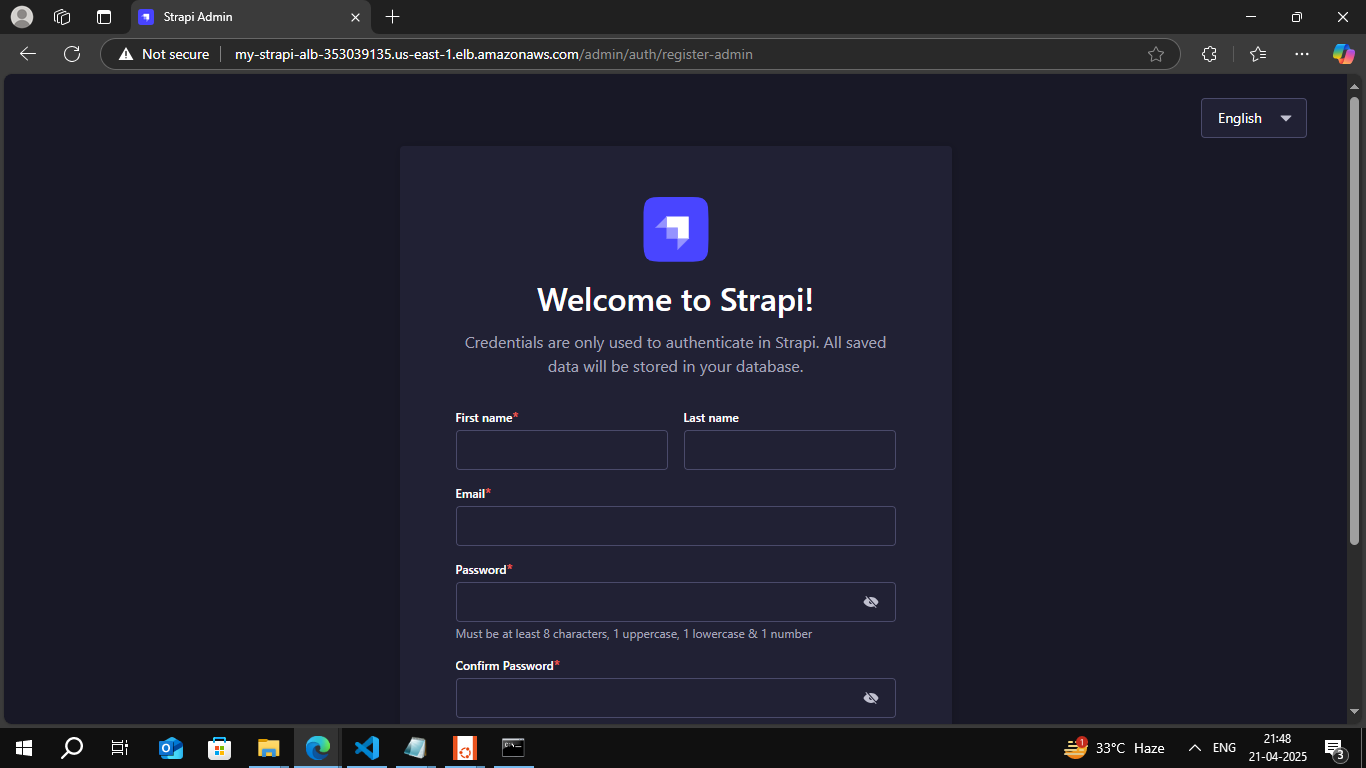 Strapi Admin
Not secure
my-strapi-alb-353039135.us-east-1.elb.amazonaws.com/admin/auth/register-admin
English
Welcome to Strapi!
Credentials are only used to authenticate in Strapi. All saved
data will be stored in your database.
First name*
Last name
Email*
Password*
Must be at least 8 characters, 1 uppercase, 1 lowercase & 1 number
Confirm Password*
1
33°C Haze
ENG
21:48
21-04-2025
3